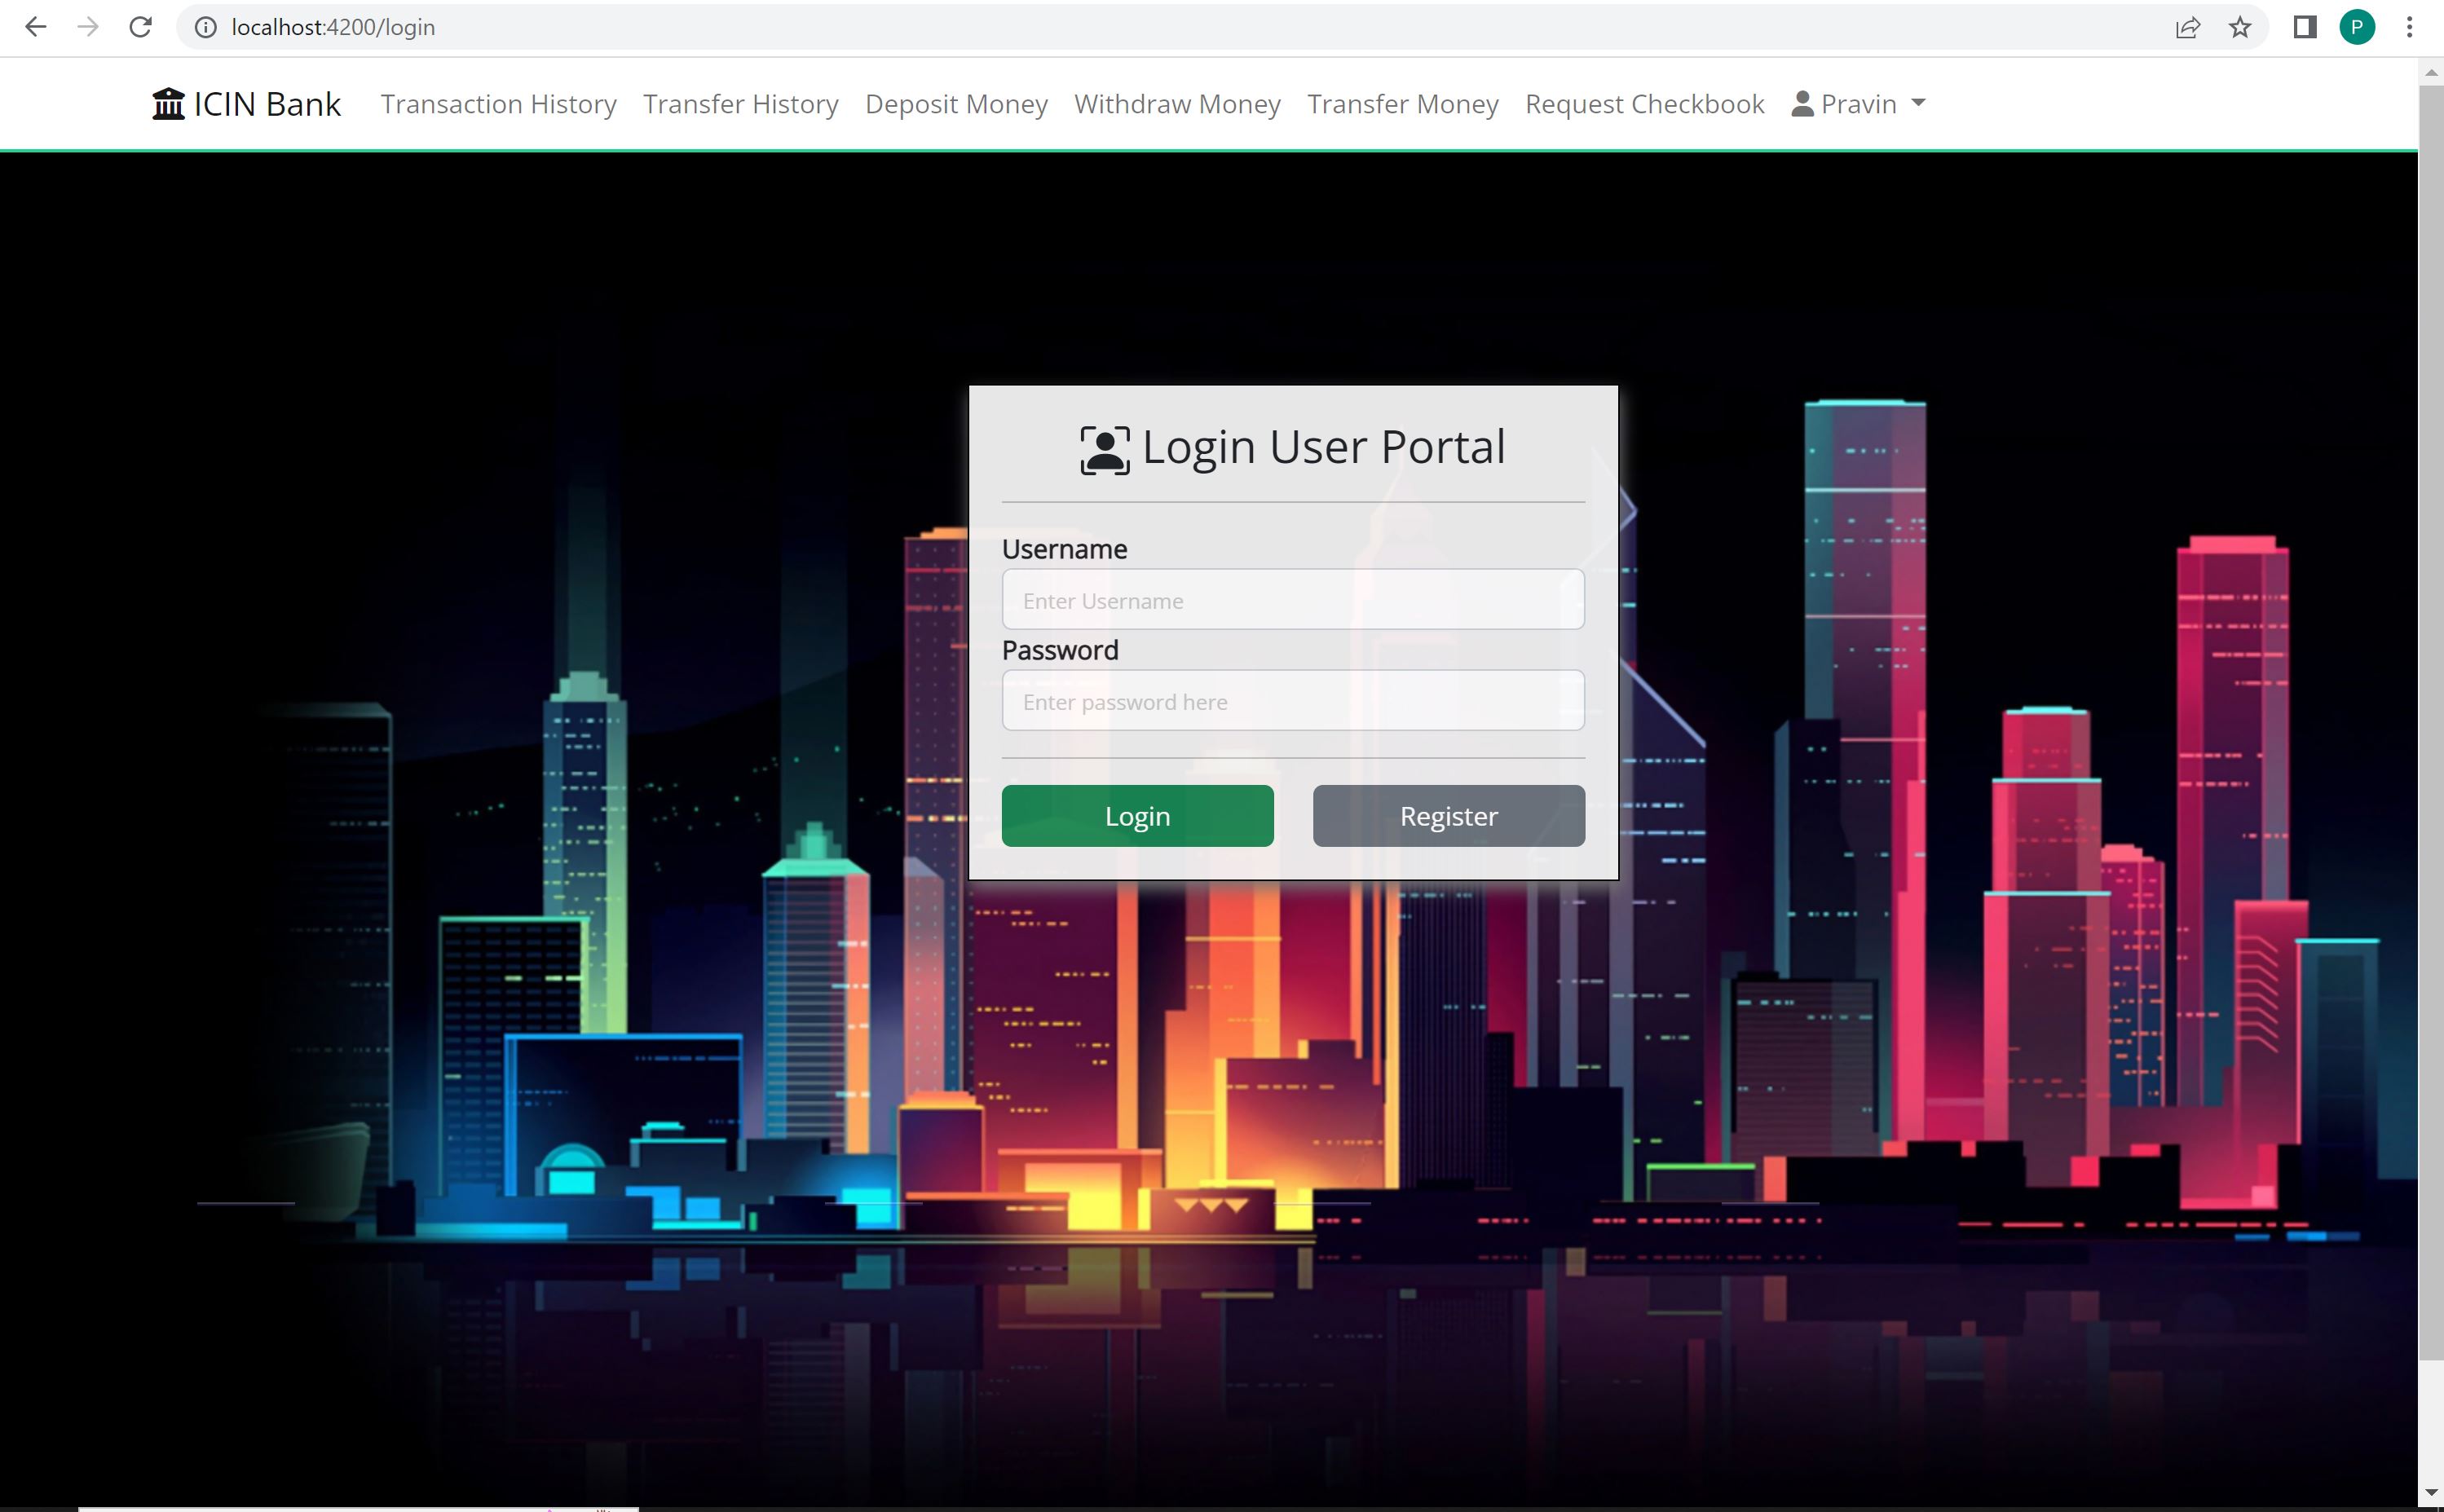 localhost:4200/login
P
ICIN Bank Transaction History Transfer History Deposit Money Withdraw Money Transfer Money Request Checkbook Pravin
Login User Portal
Username
Enter Username
Password
Enter password here
Login Register